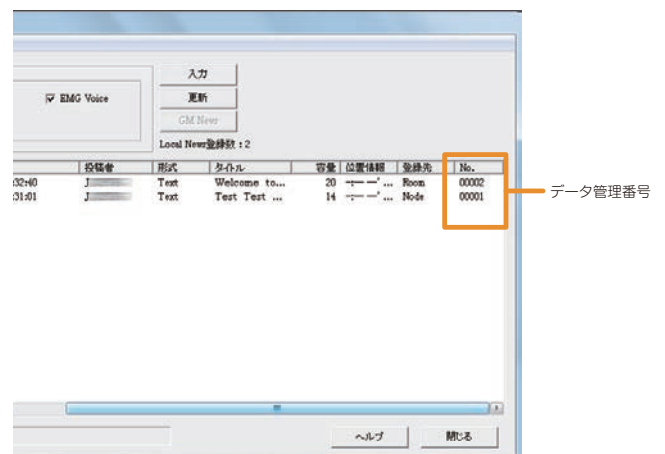 入力
EMG Voice
更新
GM News
Local News登録数 : 2
投稿者 形式 タイトル 容量 位置情報 登録先 No.
:32:40 J Text Welcome to... 20 -:-- --'... Room 00002
:31:01 J Text Test Test ... 14 -:-- --'... Node 00001
データ管理番号
ヘルプ 閉じる